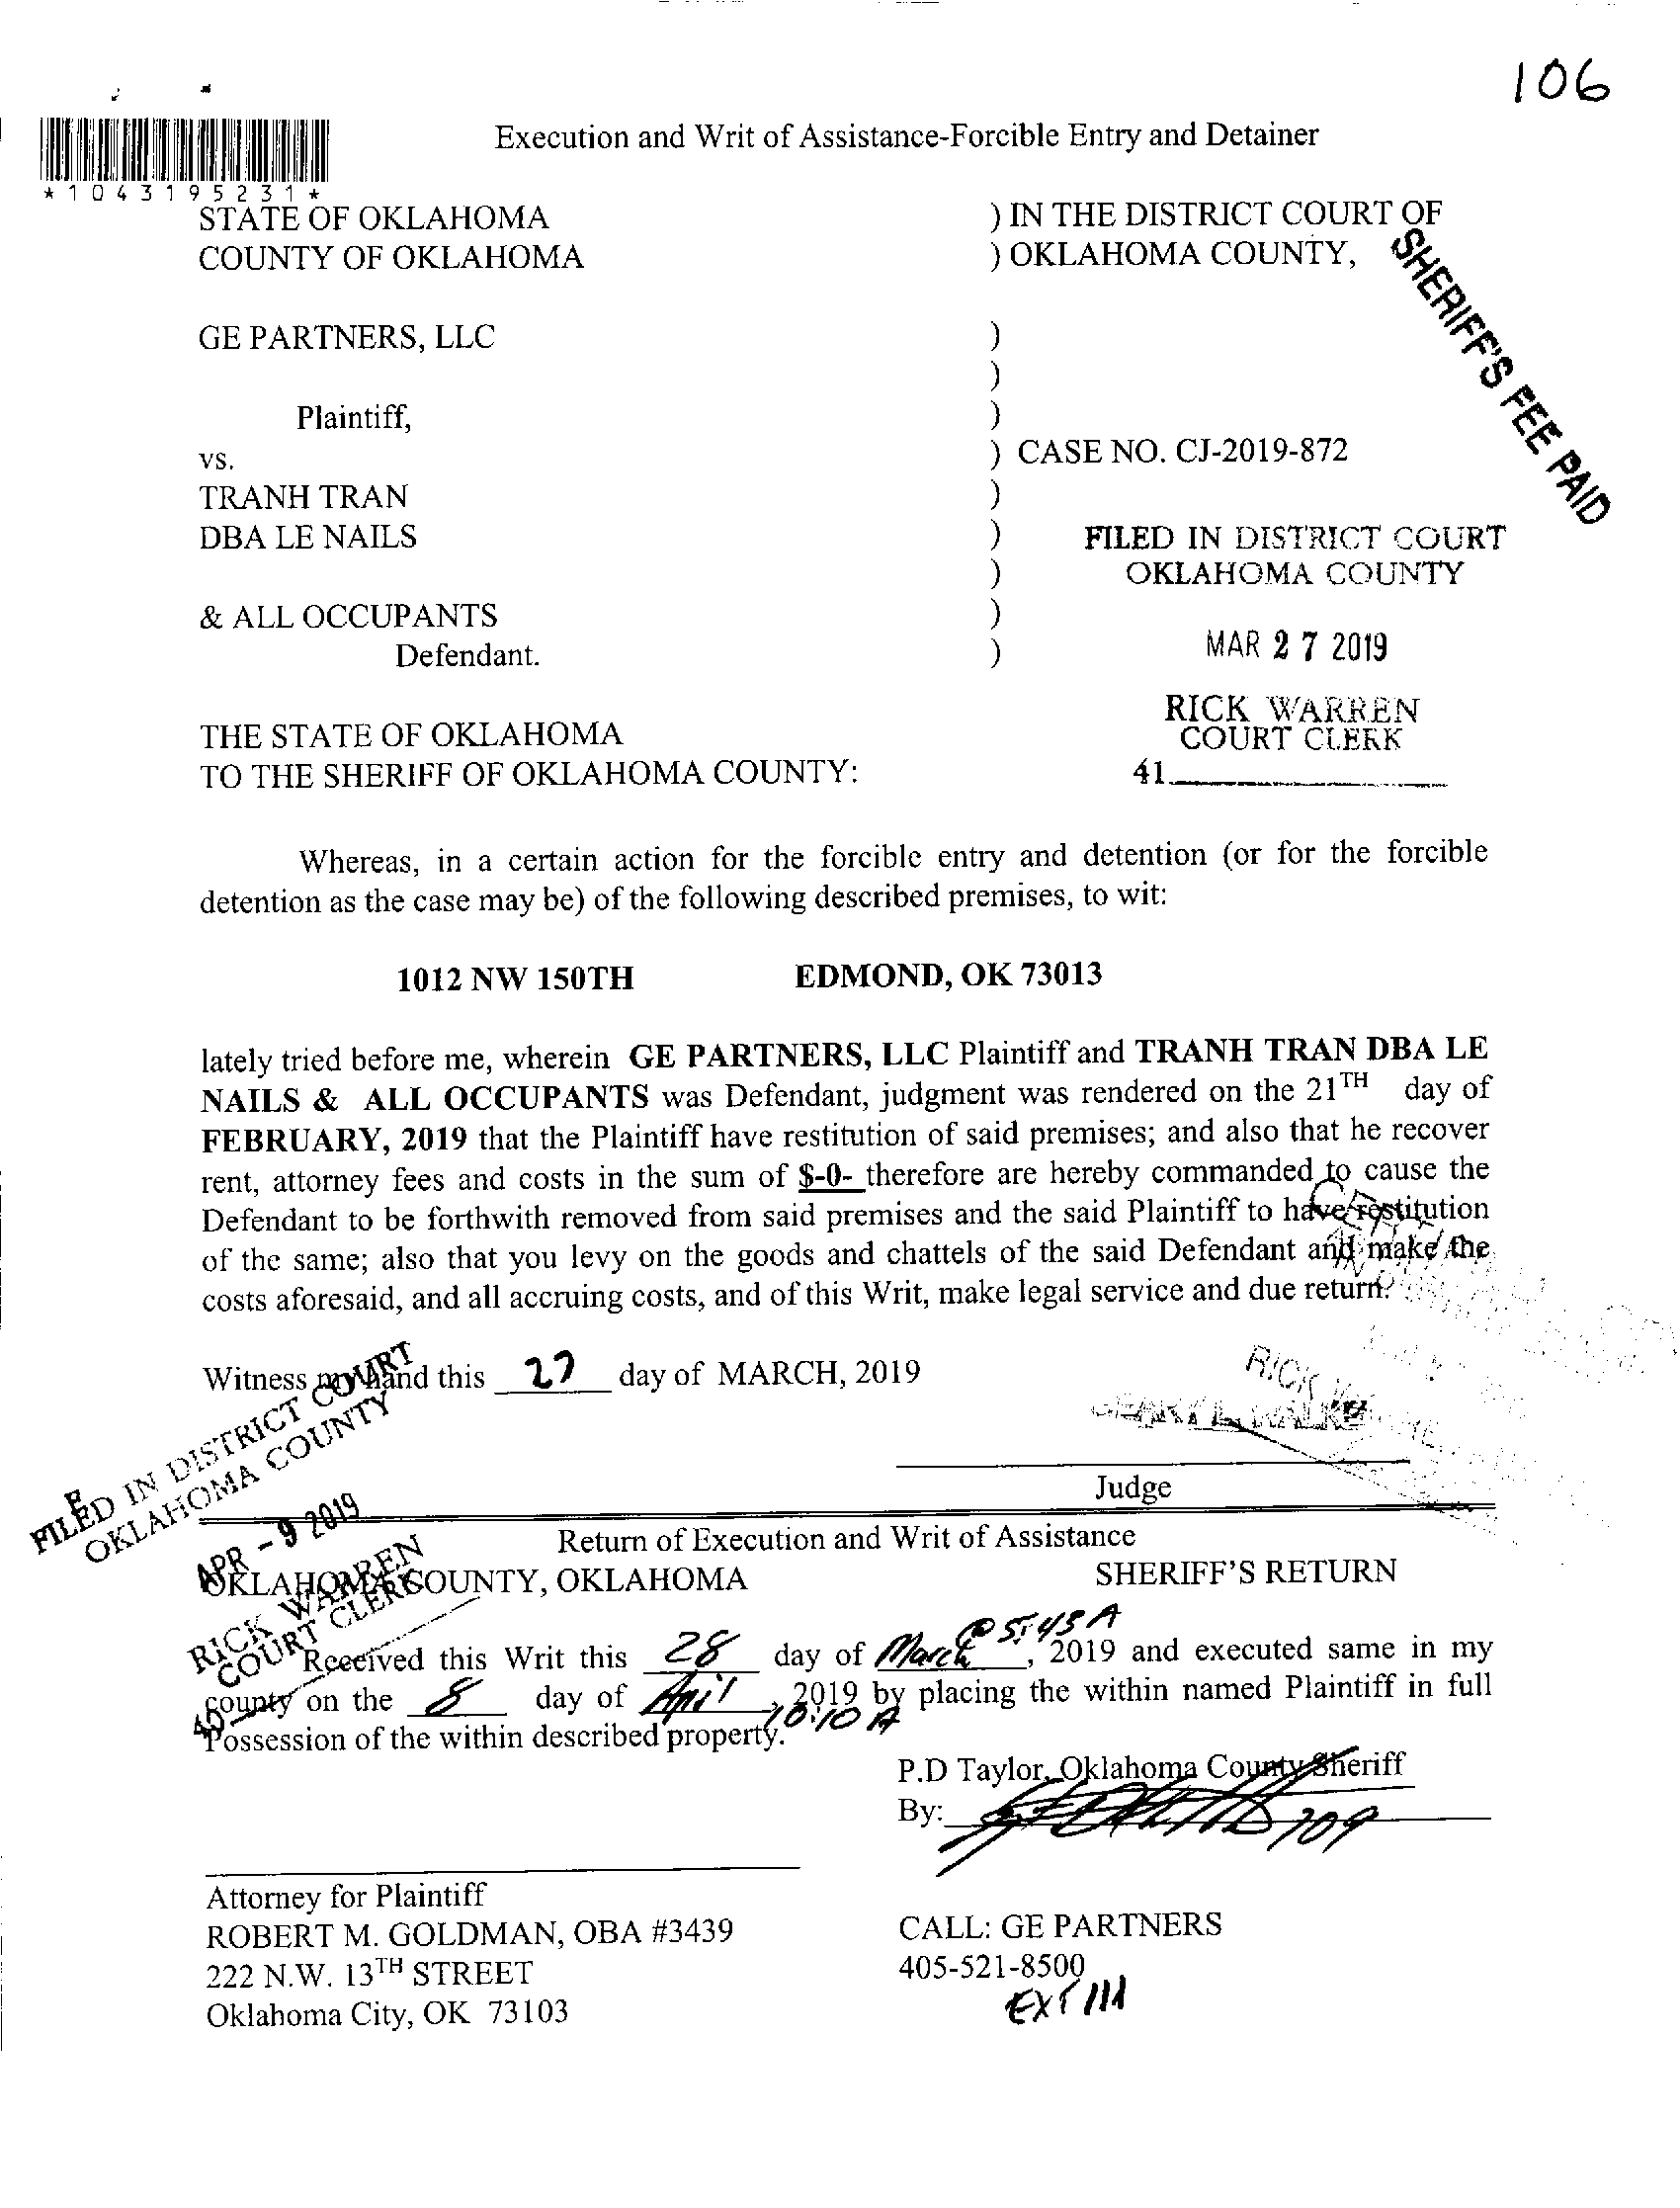 106
Execution and Writ of Assistance-Forcible Entry and Detainer
*1043195231*
STATE OF OKLAHOMA ) IN THE DISTRICT COURT OF
COUNTY OF OKLAHOMA ) OKLAHOMA COUNTY,
SHERIFF'S FEE PAID
GE PARTNERS, LLC )
)
Plaintiff, )
vs. ) CASE NO. CJ-2019-872
TRANH TRAN )
DBA LE NAILS )
FILED IN DISTRICT COURT
OKLAHOMA COUNTY
)
& ALL OCCUPANTS )
Defendant. )
MAR 27 2019
RICK WARREN
COURT CLERK
41
THE STATE OF OKLAHOMA
TO THE SHERIFF OF OKLAHOMA COUNTY:
Whereas, in a certain action for the forcible entry and detention (or for the forcible
detention as the case may be) of the following described premises, to wit:
1012 NW 150TH EDMOND, OK 73013
lately tried before me, wherein GE PARTNERS, LLC Plaintiff and TRANH TRAN DBA LE
NAILS & ALL OCCUPANTS was Defendant, judgment was rendered on the 21TH day of
FEBRUARY, 2019 that the Plaintiff have restitution of said premises; and also that he recover
rent, attorney fees and costs in the sum of $-0- therefore are hereby commanded to cause the
Defendant to be forthwith removed from said premises and the said Plaintiff to have restitution
of the same; also that you levy on the goods and chattels of the said Defendant and make the
costs aforesaid, and all accruing costs, and of this Writ, make legal service and due return.
Witness my hand this 27 day of MARCH, 2019
RICK
Judge
FILED IN DISTRICT COURT
OKLAHOMA COUNTY
APR - 9 2019
RICK WARREN
COURT CLERK
40
Return of Execution and Writ of Assistance
OKLAHOMA COUNTY, OKLAHOMA SHERIFF'S RETURN
@ 5:43 A
Received this Writ this 28 day of March, 2019 and executed same in my
county on the 8 day of April, 2019 by placing the within named Plaintiff in full
Possession of the within described property. 10:10 A
P.D Taylor, Oklahoma County Sheriff
By: 709
Attorney for Plaintiff
ROBERT M. GOLDMAN, OBA #3439
222 N.W. 13TH STREET
Oklahoma City, OK 73103
CALL: GE PARTNERS
405-521-8500
EXT 111